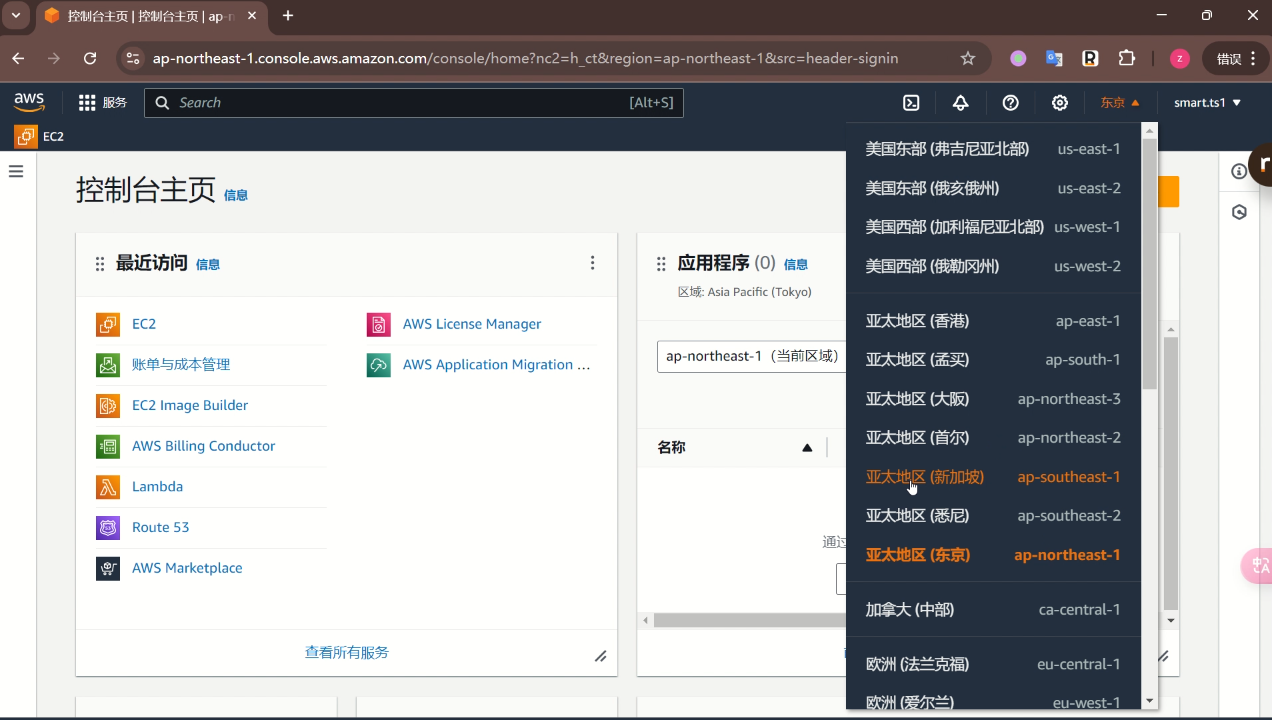 控制台主页 | 控制台主页 | ap-n
ap-northeast-1.console.aws.amazon.com/console/home?nc2=h_ct&region=ap-northeast-1&src=header-signin
z
错误
aws
服务
Search
[Alt+S]
东京
smart.ts1
EC2
控制台主页 信息
最近访问 信息
EC2
账单与成本管理
EC2 Image Builder
AWS Billing Conductor
Lambda
Route 53
AWS Marketplace
AWS License Manager
AWS Application Migration ...
查看所有服务
应用程序 (0) 信息
区域: Asia Pacific (Tokyo)
ap-northeast-1（当前区域）
名称
通过
美国东部 (弗吉尼亚北部) us-east-1
美国东部 (俄亥俄州) us-east-2
美国西部 (加利福尼亚北部) us-west-1
美国西部 (俄勒冈州) us-west-2
亚太地区 (香港) ap-east-1
亚太地区 (孟买) ap-south-1
亚太地区 (大阪) ap-northeast-3
亚太地区 (首尔) ap-northeast-2
亚太地区 (新加坡) ap-southeast-1
亚太地区 (悉尼) ap-southeast-2
亚太地区 (东京) ap-northeast-1
加拿大 (中部) ca-central-1
欧洲 (法兰克福) eu-central-1
欧洲 (爱尔兰) eu-west-1